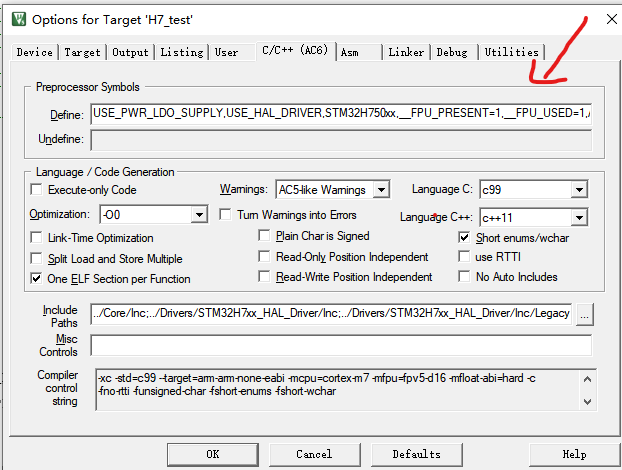 Options for Target 'H7_test'
Device Target Output Listing User C/C++ (AC6) Asm Linker Debug Utilities
Preprocessor Symbols
Define: USE_PWR_LDO_SUPPLY,USE_HAL_DRIVER,STM32H750xx,__FPU_PRESENT=1,__FPU_USED=1,
Undefine:
Language / Code Generation
Execute-only Code Warnings: AC5-like Warnings Language C: c99
Optimization: -O0 Turn Warnings into Errors Language C++: c++11
Link-Time Optimization Plain Char is Signed Short enums/wchar
Split Load and Store Multiple Read-Only Position Independent use RTTI
One ELF Section per Function Read-Write Position Independent No Auto Includes
Include Paths ../Core/Inc;../Drivers/STM32H7xx_HAL_Driver/Inc;../Drivers/STM32H7xx_HAL_Driver/Inc/Legacy ...
Misc Controls
Compiler control string
-xc -std=c99 --target=arm-arm-none-eabi -mcpu=cortex-m7 -mfpu=fpv5-d16 -mfloat-abi=hard -c
-fno-rtti -funsigned-char -fshort-enums -fshort-wchar
OK Cancel Defaults Help